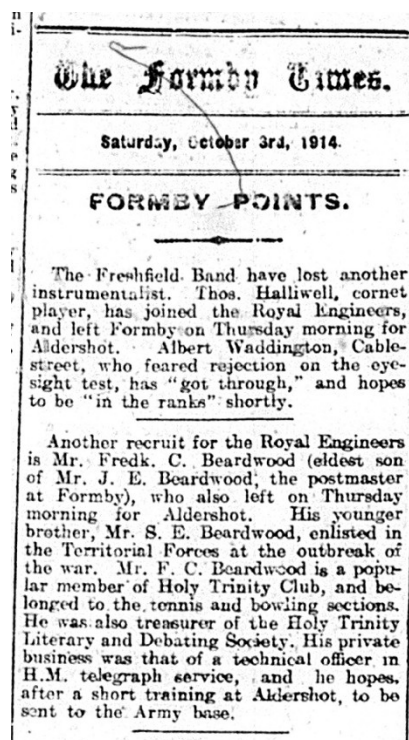 The Formby Times.
Saturday, October 3rd, 1914.
FORMBY POINTS.
The Freshfield Band have lost another
instrumentalist. Thos. Halliwell, cornet
player, has joined the Royal Engineers,
and left Formby on Thursday morning for
Aldershot. Albert Waddington, Cable-
street, who feared rejection on the eye-
sight test, has "got through," and hopes
to be "in the ranks" shortly.
Another recruit for the Royal Engineers
is Mr. Fredk. C. Beardwood (eldest son
of Mr. J. E. Beardwood, the postmaster
at Formby), who also left on Thursday
morning for Aldershot. His younger
brother, Mr. S. E. Beardwood, enlisted in
the Territorial Forces at the outbreak of
the war. Mr. F. C. Beardwood is a popu-
lar member of Holy Trinity Club, and be-
longed to the tennis and bowling sections.
He was also treasurer of the Holy Trinity
Literary and Debating Society. His private
business was that of a technical officer in
H.M. telegraph service, and he hopes,
after a short training at Aldershot, to be
sent to the Army base.